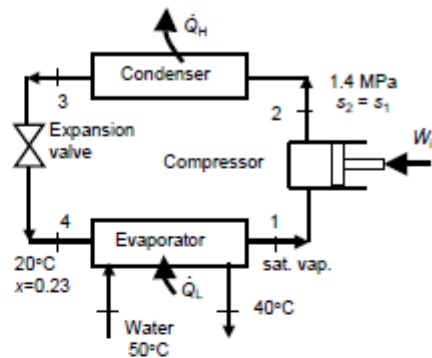 Q̇H
Condenser
3
1.4 MPa
s2 = s1
2
Expansion
valve
Compressor
Ẇi
4
Evaporator
1
20°C
x=0.23
Q̇L
sat. vap.
40°C
Water
50°C